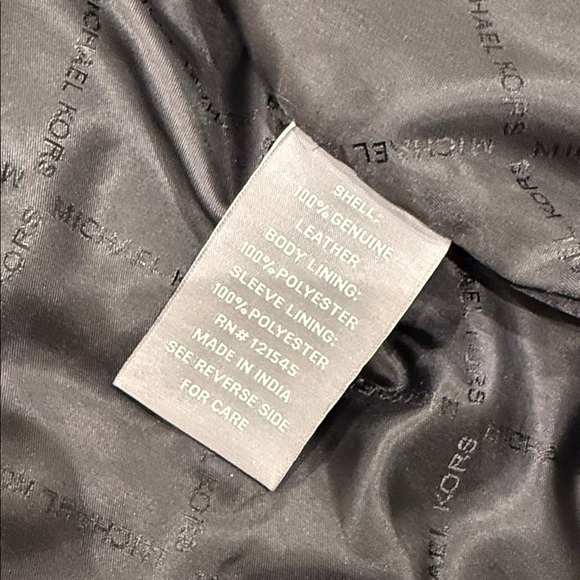 SHELL:
100% GENUINE
LEATHER
BODY LINING:
100% POLYESTER
SLEEVE LINING:
100% POLYESTER
RN# 121545
MADE IN INDIA
SEE REVERSE SIDE
FOR CARE
MICHAEL KORS
MICHAEL KORS
MICHAEL KORS
MICHAEL KORS